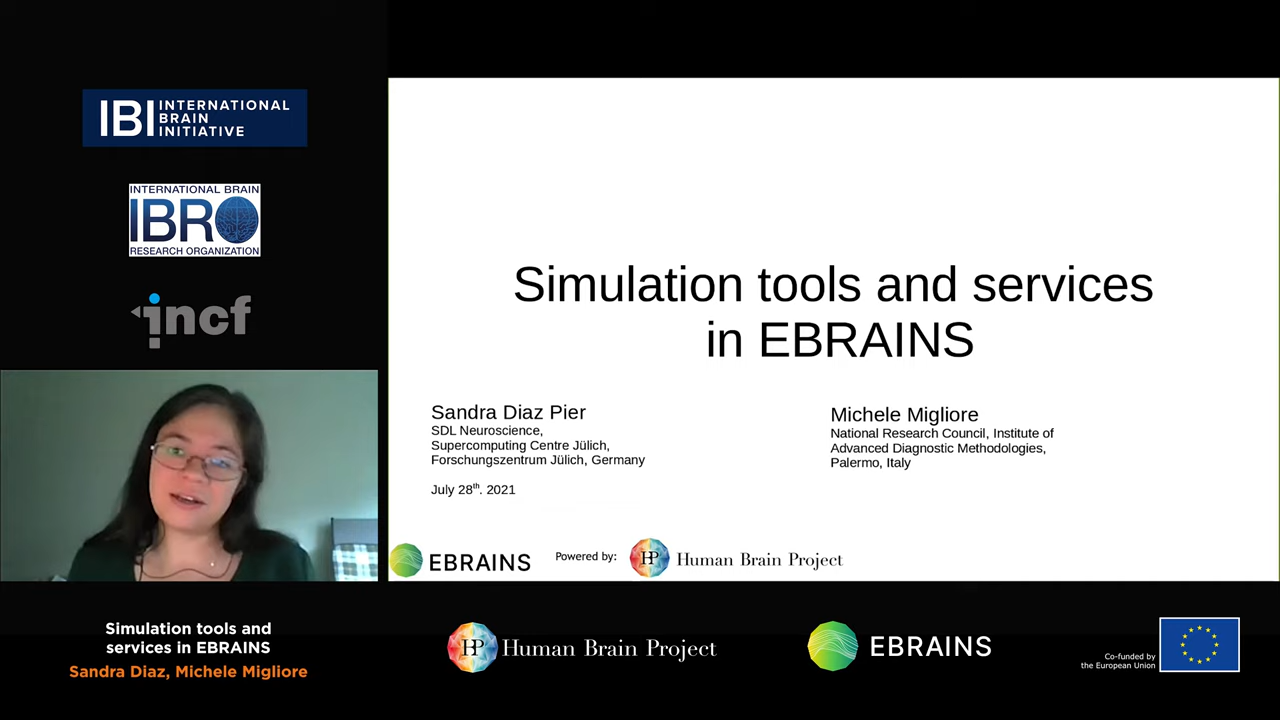 IBI INTERNATIONAL
BRAIN
INITIATIVE
INTERNATIONAL BRAIN
IBRO
RESEARCH ORGANIZATION
incf
Simulation tools and services
in EBRAINS
Sandra Diaz Pier
SDL Neuroscience,
Supercomputing Centre Jülich,
Forschungszentrum Jülich, Germany
July 28th. 2021
Michele Migliore
National Research Council, Institute of
Advanced Diagnostic Methodologies,
Palermo, Italy
EBRAINS
Powered by:
HBP Human Brain Project
Simulation tools and
services in EBRAINS
Sandra Diaz, Michele Migliore
HBP Human Brain Project
EBRAINS
Co-funded by
the European Union